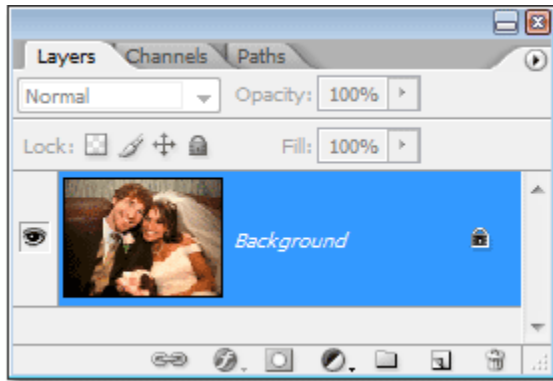 Layers Channels Paths
Normal Opacity: 100%
Lock: Fill: 100%
Background